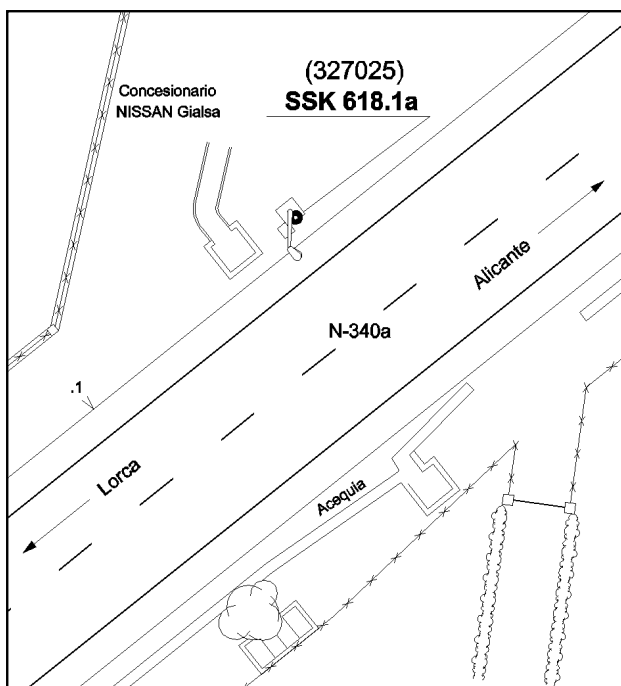 (327025)
SSK 618.1a
Concesionario
NISSAN Gialsa
Alicante
N-340a
.1
Lorca
Acequia